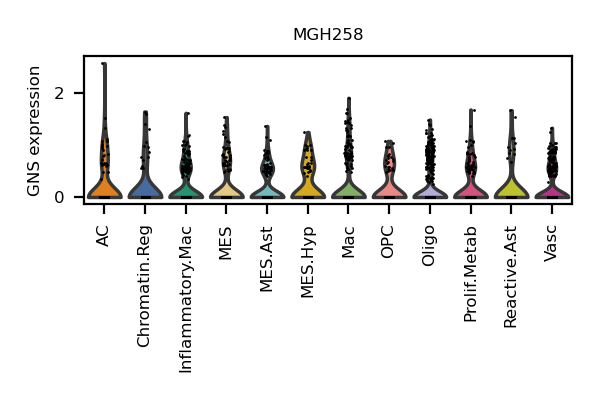 MGH258
GNS expression
2
0
AC
Chromatin.Reg
Inflammatory.Mac
MES
MES.Ast
MES.Hyp
Mac
OPC
Oligo
Prolif.Metab
Reactive.Ast
Vasc